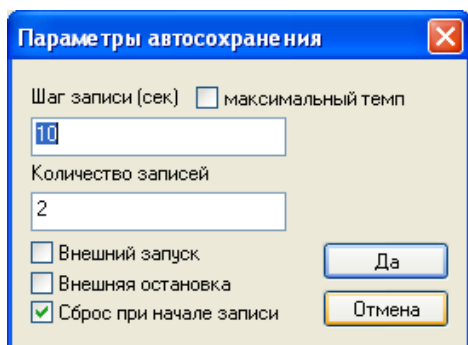 Параметры автосохранения
Шаг записи (сек) максимальный темп
10
Количество записей
2
Внешний запуск
Да
Внешняя остановка
Сброс при начале записи
Отмена